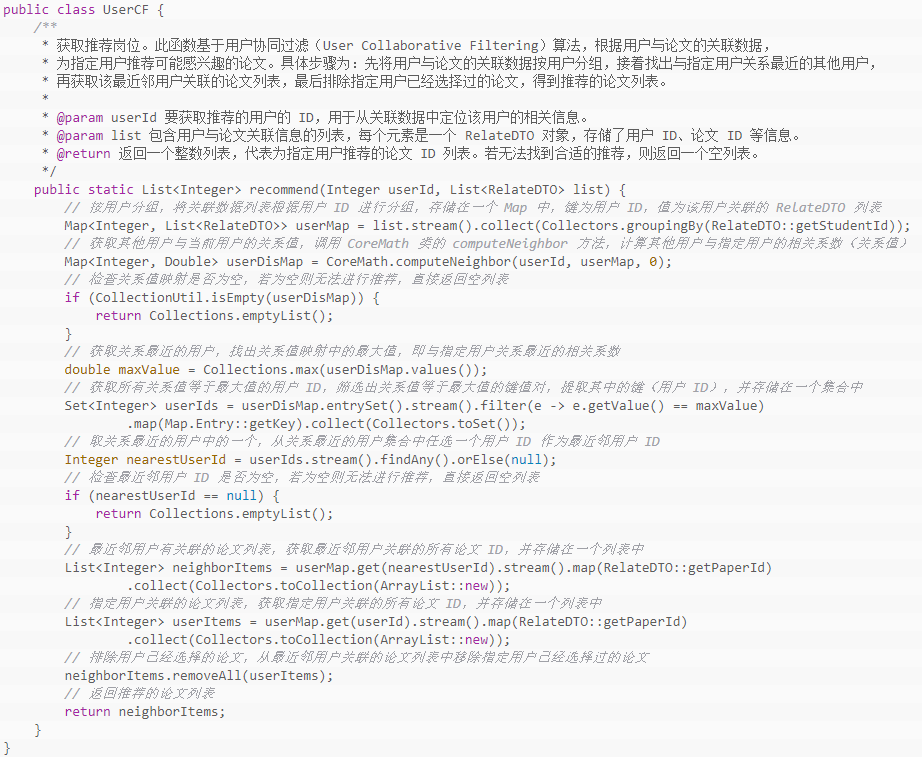 public class UserCF {
    /**
     * 获取推荐岗位。此函数基于用户协同过滤（User Collaborative Filtering）算法，根据用户与论文的关联数据，
     * 为指定用户推荐可能感兴趣的论文。具体步骤为：先将用户与论文的关联数据按用户分组，接着找出与指定用户关系最近的其他用户，
     * 再获取该最近邻用户关联的论文列表，最后排除指定用户已经选择过的论文，得到推荐的论文列表。
     *
     * @param userId 要获取推荐的用户的 ID，用于从关联数据中定位该用户的相关信息。
     * @param list 包含用户与论文关联信息的列表，每个元素是一个 RelateDTO 对象，存储了用户 ID、论文 ID 等信息。
     * @return 返回一个整数列表，代表为指定用户推荐的论文 ID 列表。若无法找到合适的推荐，则返回一个空列表。
     */
    public static List<Integer> recommend(Integer userId, List<RelateDTO> list) {
        // 按用户分组，将关联数据列表根据用户 ID 进行分组，存储在一个 Map 中，键为用户 ID，值为该用户关联的 RelateDTO 列表
        Map<Integer, List<RelateDTO>> userMap = list.stream().collect(Collectors.groupingBy(RelateDTO::getStudentId));
        // 获取其他用户与当前用户的关系值，调用 CoreMath 类的 computeNeighbor 方法，计算其他用户与指定用户的相关系数（关系值）
        Map<Integer, Double> userDisMap = CoreMath.computeNeighbor(userId, userMap, 0);
        // 检查关系值映射是否为空，若为空则无法进行推荐，直接返回空列表
        if (CollectionUtil.isEmpty(userDisMap)) {
            return Collections.emptyList();
        }
        // 获取关系最近的用户，找出关系值映射中的最大值，即与指定用户关系最近的相关系数
        double maxValue = Collections.max(userDisMap.values());
        // 获取所有关系值等于最大值的用户 ID，筛选出关系值等于最大值的键值对，提取其中的键（用户 ID），并存储在一个集合中
        Set<Integer> userIds = userDisMap.entrySet().stream().filter(e -> e.getValue() == maxValue)
                .map(Map.Entry::getKey).collect(Collectors.toSet());
        // 取关系最近的用户中的一个，从关系最近的用户集合中任选一个用户 ID 作为最近邻用户 ID
        Integer nearestUserId = userIds.stream().findAny().orElse(null);
        // 检查最近邻用户 ID 是否为空，若为空则无法进行推荐，直接返回空列表
        if (nearestUserId == null) {
            return Collections.emptyList();
        }
        // 最近邻用户有关联的论文列表，获取最近邻用户关联的所有论文 ID，并存储在一个列表中
        List<Integer> neighborItems = userMap.get(nearestUserId).stream().map(RelateDTO::getPaperId)
                .collect(Collectors.toCollection(ArrayList::new));
        // 指定用户关联的论文列表，获取指定用户关联的所有论文 ID，并存储在一个列表中
        List<Integer> userItems = userMap.get(userId).stream().map(RelateDTO::getPaperId)
                .collect(Collectors.toCollection(ArrayList::new));
        // 排除用户已经选择的论文，从最近邻用户关联的论文列表中移除指定用户已经选择过的论文
        neighborItems.removeAll(userItems);
        // 返回推荐的论文列表
        return neighborItems;
    }
}